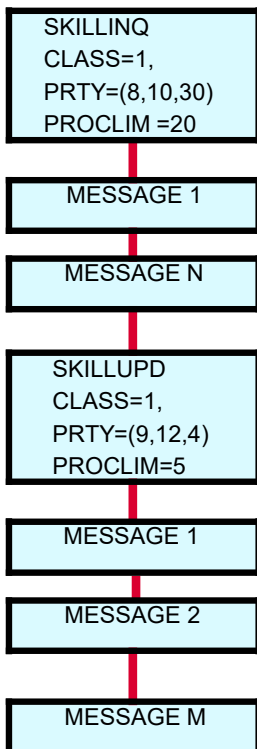 SKILLINQ
CLASS=1,
PRTY=(8,10,30)
PROCLIM =20
MESSAGE 1
MESSAGE N
SKILLUPD
CLASS=1,
PRTY=(9,12,4)
PROCLIM=5
MESSAGE 1
MESSAGE 2
MESSAGE M